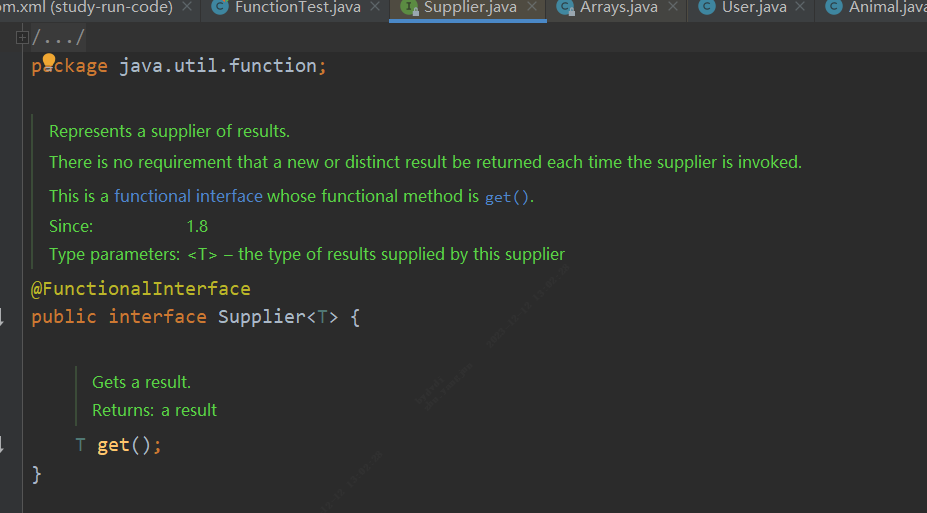 om.xml (study-run-code) FunctionTest.java Supplier.java Arrays.java User.java Animal.java
/.../
package java.util.function;
Represents a supplier of results.
There is no requirement that a new or distinct result be returned each time the supplier is invoked.
This is a functional interface whose functional method is get().
Since: 1.8
Type parameters: <T> – the type of results supplied by this supplier
@FunctionalInterface
public interface Supplier<T> {
Gets a result.
Returns: a result
T get();
}